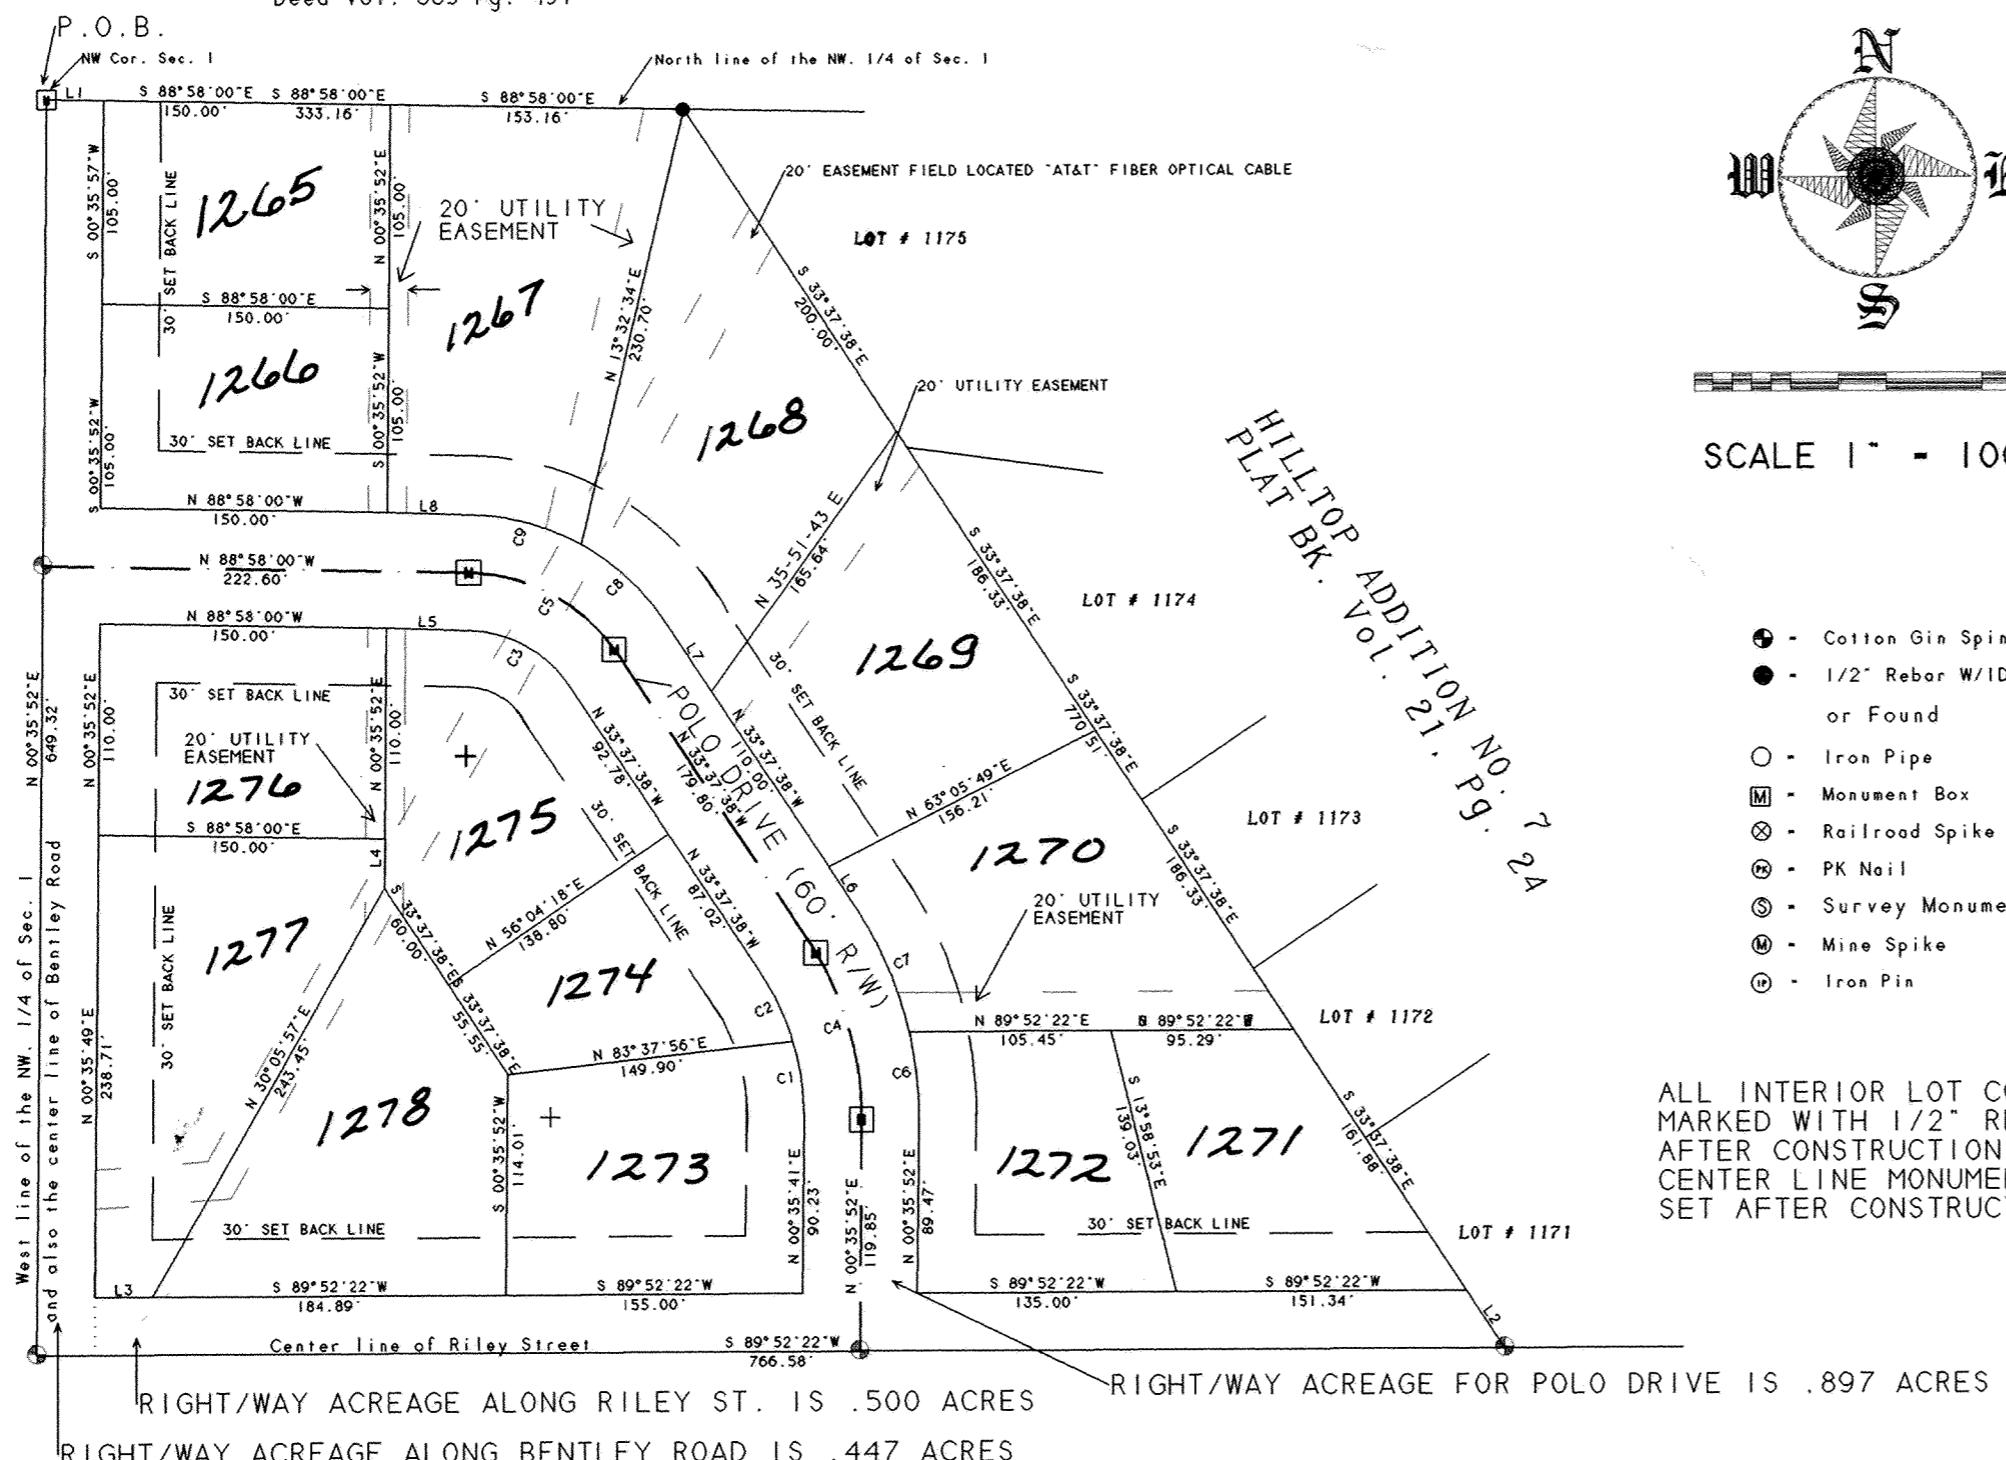 P.O.B.
NW Cor. Sec. 1
North line of the NW. 1/4 of Sec. 1
L1
S 88°58'00"E
150.00'
S 88°58'00"E
333.16'
S 88°58'00"E
153.16'
S 00°35'57"W
105.00'
30' SET BACK LINE
1265
N 00°35'52"E
105.00'
20' UTILITY
EASEMENT
20' EASEMENT FIELD LOCATED "AT&T" FIBER OPTICAL CABLE
LOT # 1175
N 13°32'34"E
230.70'
S 33°37'38"E
200.00'
1267
S 88°58'00"E
150.00'
1266
S 00°35'52"W
105.00'
S 00°35'52"W
105.00'
30' SET BACK LINE
1268
20' UTILITY EASEMENT
N 88°58'00"W
150.00'
L8
C9
C8
C5
N 35-51-43 E
165.64'
S 33°37'38"E
186.33'
LOT # 1174
HILLTOP ADDITION NO. 7
PLAT BK. Vol. 21, Pg. 24
N 88°58'00"W
222.60'
M
M
N 88°58'00"W
150.00'
L5
C3
L7
1269
30' SET BACK LINE
N 00°35'52"E
649.32'
N 00°35'52"E
110.00'
30' SET BACK LINE
20' UTILITY
EASEMENT
1276
N 00°35'52"E
110.00'
1275
N 33°37'38"W
92.78'
POLO DRIVE (60' R/W)
N 33°37'38"W
179.80'
N 33°37'38"W
110.00'
S 33°37'38"E
770.51'
N 63°05'49"E
156.21'
LOT # 1173
1270
S 88°58'00"E
150.00'
L4
30' SET BACK LINE
N 56°04'18"E
138.80'
N 33°37'38"W
87.02'
L6
S 33°37'38"E
186.33'
20' UTILITY
EASEMENT
S 33°37'38"E
60.00'
1277
30' SET BACK LINE
1274
M
C7
C2
C4
S 33°37'38"E
55.55'
N 30°05'57"E
243.45'
N 00°35'49"E
238.71'
N 83°37'56"E
149.90'
C1
C6
N 89°52'22"E
105.45'
95.29'
LOT # 1172
1278
S 00°35'52"W
114.01'
1273
S 13°58'53"E
139.03'
1272
1271
S 33°37'38"E
161.88'
N 00°35'41"E
90.23'
N 00°35'52"E
119.85'
N 00°35'52"E
89.47'
30' SET BACK LINE
30' SET BACK LINE
LOT # 1171
L3
S 89°52'22"W
184.89'
S 89°52'22"W
155.00'
S 89°52'22"W
135.00'
S 89°52'22"W
151.34'
L2
West line of the NW. 1/4 of Sec. 1
and also the center line of Bentley Road
Center line of Riley Street
S 89°52'22"W
766.58'
RIGHT/WAY ACREAGE ALONG RILEY ST. IS .500 ACRES
RIGHT/WAY ACREAGE FOR POLO DRIVE IS .897 ACRES
RIGHT/WAY ACREAGE ALONG BENTLEY ROAD IS .447 ACRES
N
W
S
SCALE 1" -
- Cotton Gin
- 1/2" Rebar
or Found
- Iron Pipe
M - Monument Box
- Railroad Spike
PK - PK Nail
S - Survey
M - Mine Spike
IP - Iron Pin
ALL INTERIOR LOT
MARKED WITH 1/2"
AFTER CONSTRUCTION
CENTER LINE
SET AFTER